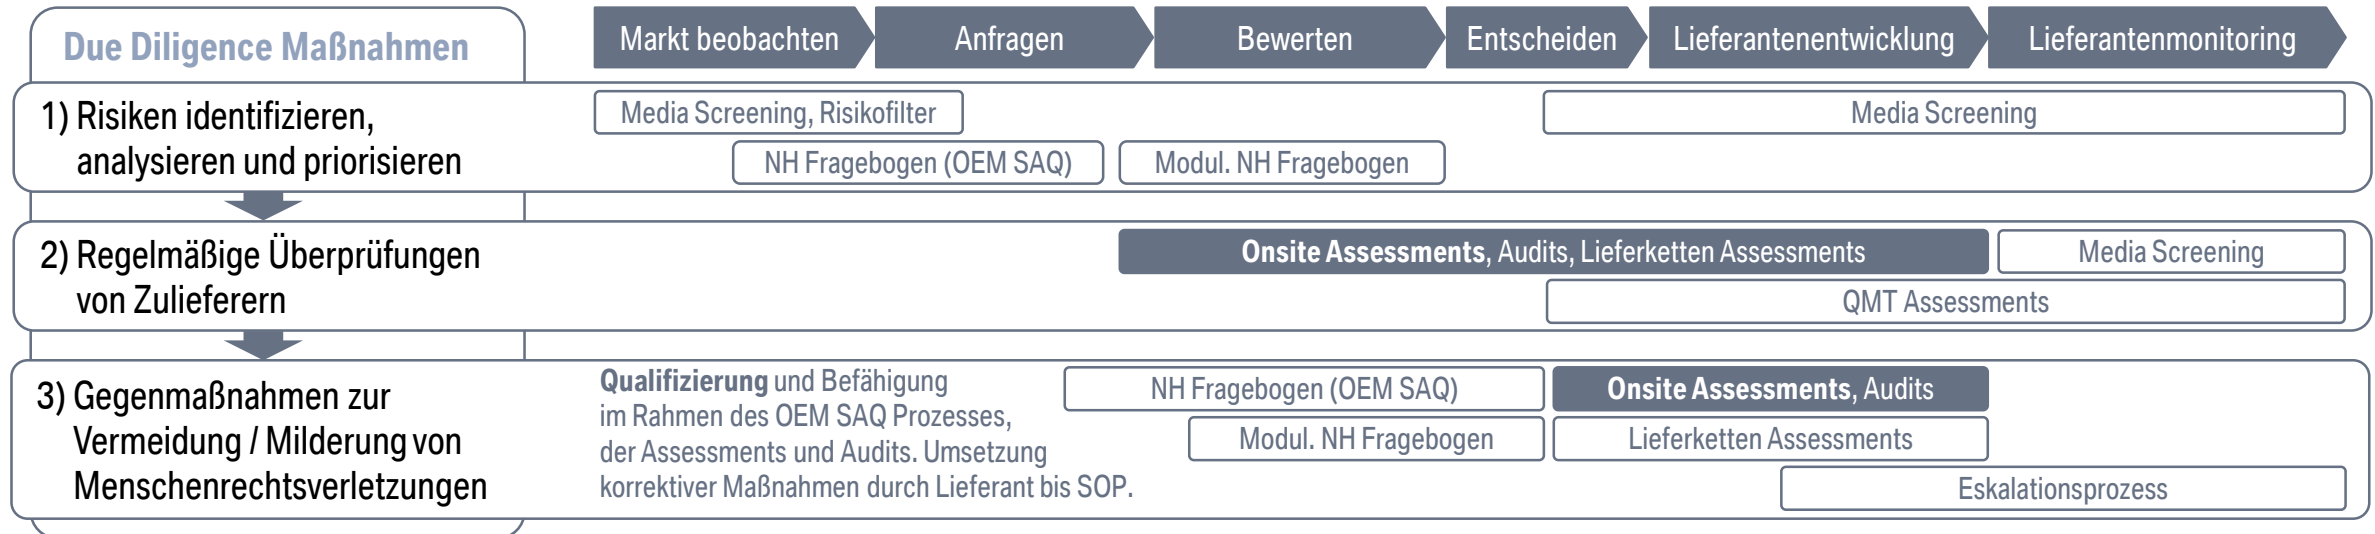 Due Diligence Maßnahmen
Markt beobachten
Anfragen
Bewerten
Entscheiden
Lieferantenentwicklung
Lieferantenmonitoring
1) Risiken identifizieren,
analysieren und priorisieren
Media Screening, Risikofilter
Media Screening
NH Fragebogen (OEM SAQ)
Modul. NH Fragebogen
2) Regelmäßige Überprüfungen
von Zulieferern
Onsite Assessments, Audits, Lieferketten Assessments
Media Screening
QMT Assessments
3) Gegenmaßnahmen zur
Vermeidung / Milderung von
Menschenrechtsverletzungen
Qualifizierung und Befähigung
im Rahmen des OEM SAQ Prozesses,
der Assessments und Audits. Umsetzung
korrektiver Maßnahmen durch Lieferant bis SOP.
NH Fragebogen (OEM SAQ)
Onsite Assessments, Audits
Modul. NH Fragebogen
Lieferketten Assessments
Eskalationsprozess